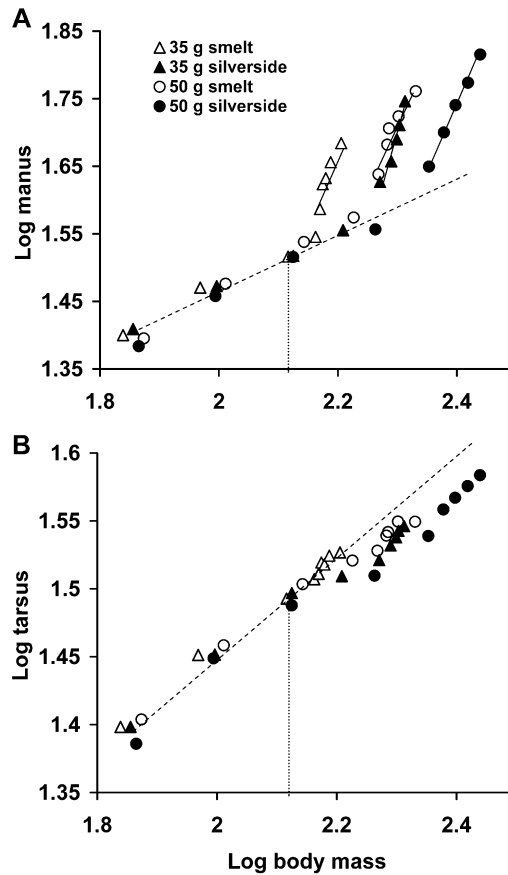 A
1.85
1.75
1.65
1.55
1.45
1.35
Log manus
35 g smelt
35 g silverside
50 g smelt
50 g silverside
1.8 2 2.2 2.4
B
1.6
1.55
1.5
1.45
1.4
1.35
Log tarsus
1.8 2 2.2 2.4
Log body mass